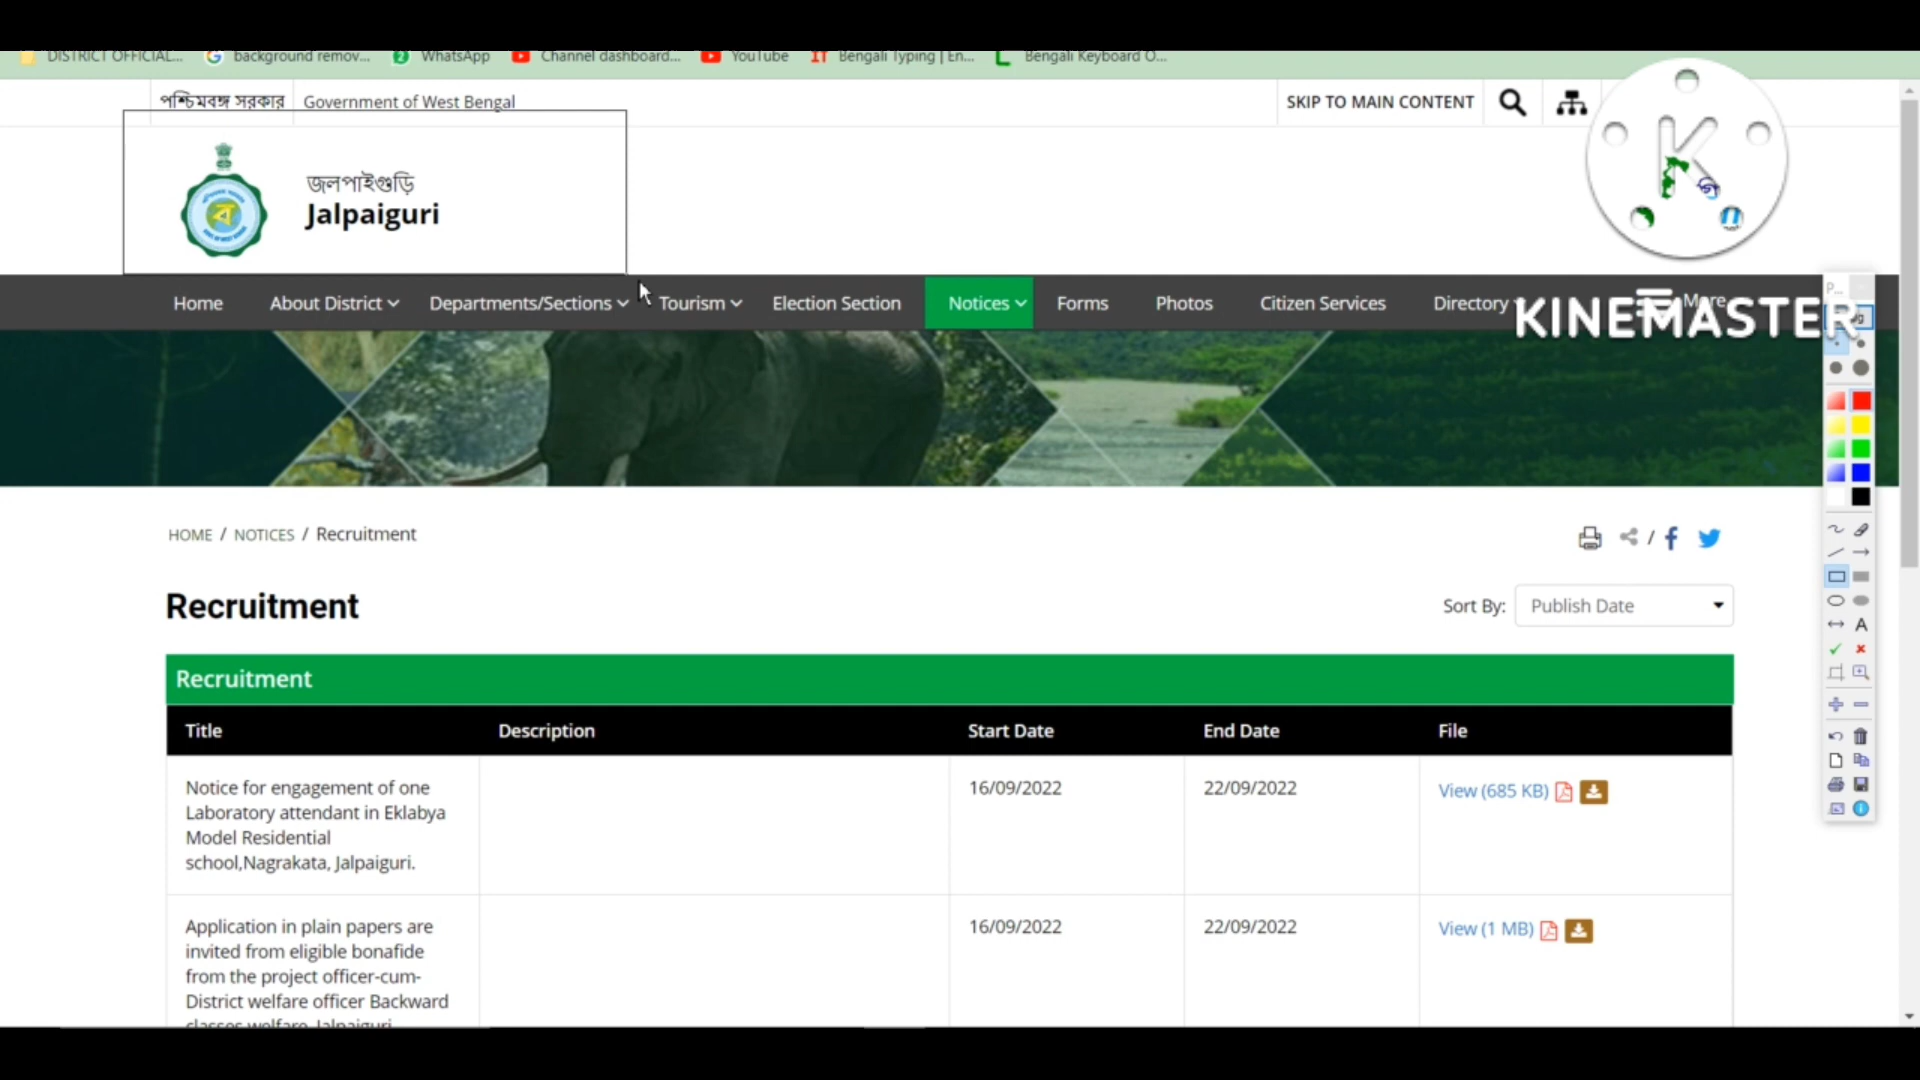 DISTRICT OFFICIAL...
background remov...
WhatsApp
Channel dashboard...
YouTube
Bengali Typing | En...
Bengali Keyboard O...
পশ্চিমবঙ্গ সরকার
Government of West Bengal
SKIP TO MAIN CONTENT
জলপাইগুড়ি
Jalpaiguri
Home
About District
Departments/Sections
Tourism
Election Section
Notices
Forms
Photos
Citizen Services
Directory
More
KINEMASTER
HOME / NOTICES / Recruitment
Recruitment
Sort By: Publish Date
Recruitment
Title Description Start Date End Date File
Notice for engagement of one
Laboratory attendant in Eklabya
Model Residential
school,Nagrakata, Jalpaiguri.
16/09/2022
22/09/2022
View (685 KB)
Application in plain papers are
invited from eligible bonafide
from the project officer-cum-
District welfare officer Backward
classes welfare, Jalpaiguri
16/09/2022
22/09/2022
View (1 MB)